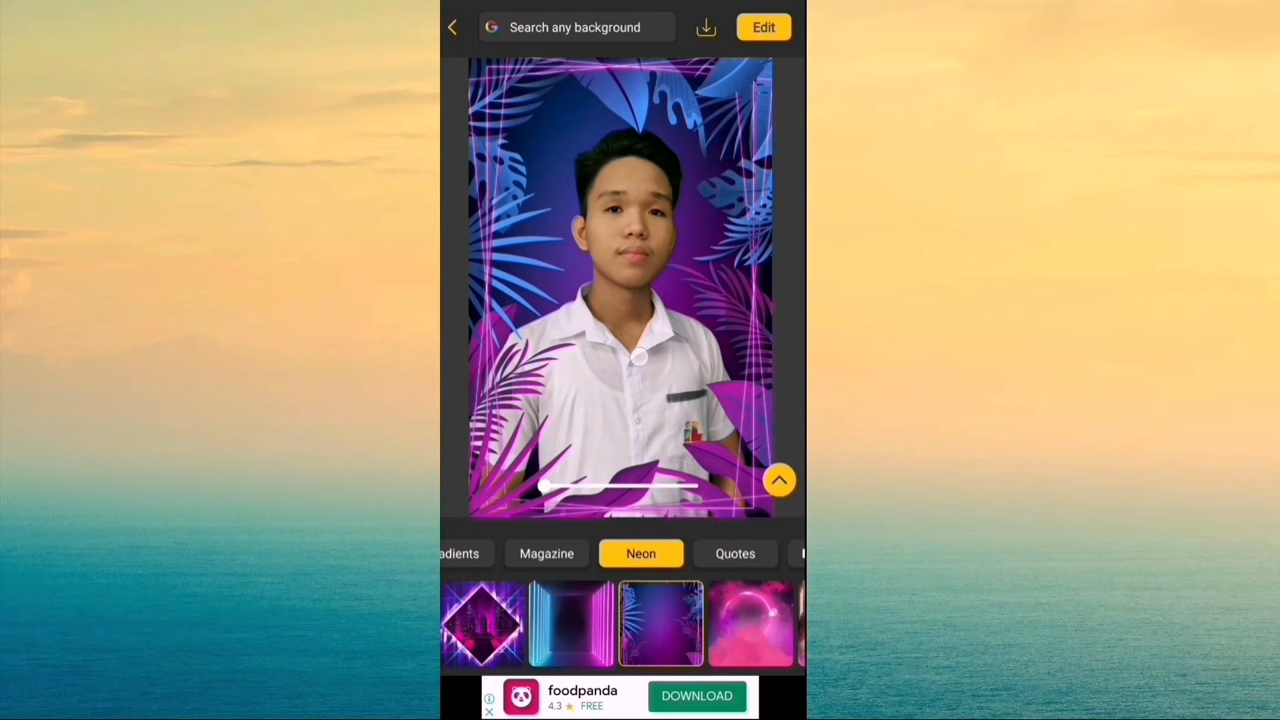 Search any background
Edit
adients
Magazine
Neon
Quotes
foodpanda
4.3 ★ FREE
DOWNLOAD